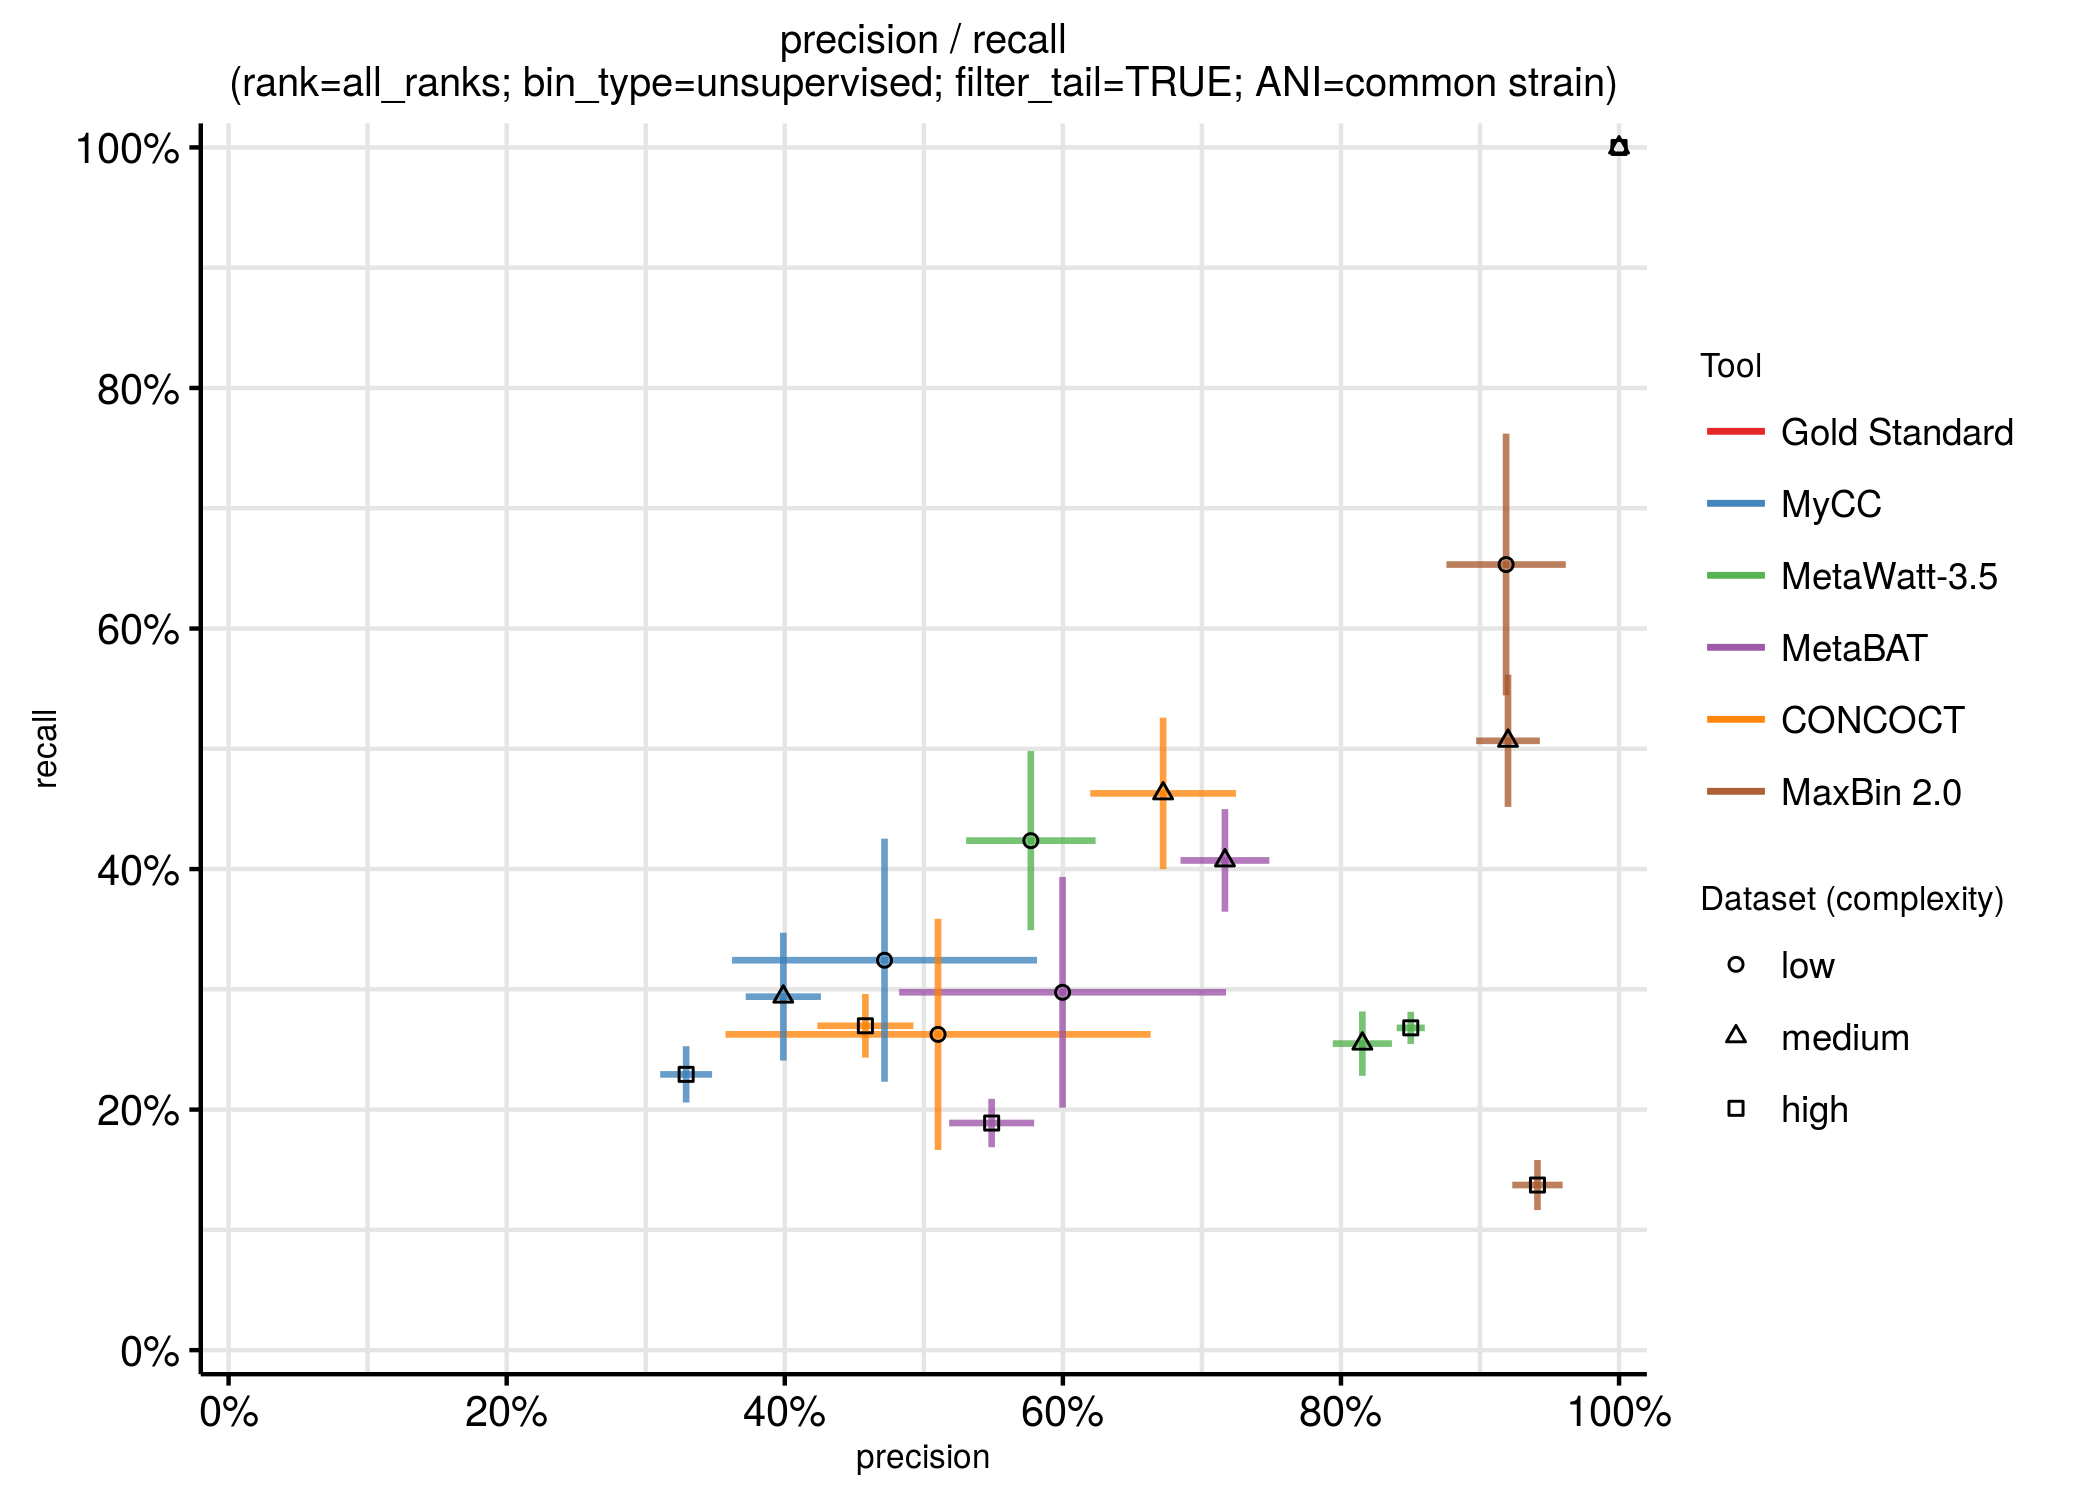 precision / recall
(rank=all_ranks; bin_type=unsupervised; filter_tail=TRUE; ANI=common strain)
100%
80%
60%
40%
20%
0%
recall
0%
20%
40%
60%
80%
100%
precision
Tool
Gold Standard
MyCC
MetaWatt-3.5
MetaBAT
CONCOCT
MaxBin 2.0
Dataset (complexity)
low
medium
high